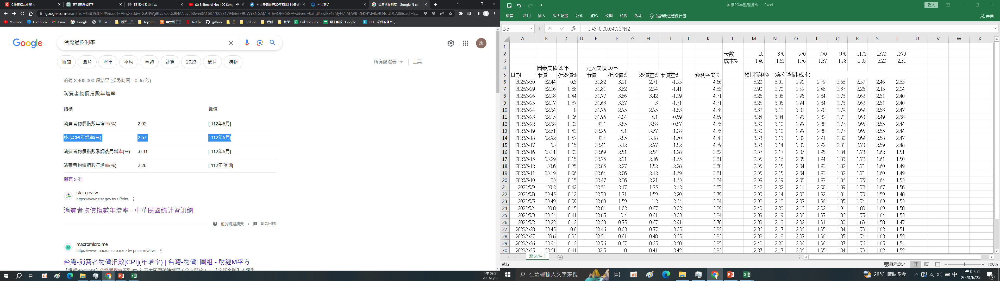 C语言格式化输入
套利高溢價ETF
E3 數位教學平台
(8) Billboard Hot 100 Song
元大美國政府20年期(以上)債券
元大證金
台灣通膨利率 - Google 搜尋
YouTube
Facebook
Gmail
Google
單一入口
股票工具
topstep
華藝電子書
Netflix
github
書
arduno
程設
教學
CakeResume
期末數據 - Google...
TFT - 最好的陣容 (...
Google
台灣通膨利率
新聞 圖片 歷年 平均 查詢 計算 2023 影片 購物
所有篩選器 工具
約有 3,460,000 項結果 (搜尋時間：0.35 秒)
消費者物價指數年增率
指標 數值
消費者物價指數年增率(%) 2.02 [ 112年5月]
核心CPI年增率(%) 2.57 [ 112年5月]
消費者物價指數季調後月增率(%) -0.11 [ 112年5月]
消費者物價指數年增率(%) 2.26 [ 112年預測]
還有 3 列
stat.gov.tw
https://www.stat.gov.tw › Point
消費者物價指數年增率 - 中華民國統計資訊網
關於精選摘要 • 意見回饋
macromicro.me
https://www.macromicro.me › tw-price-relative
台灣-消費者物價指數[CPI](年增率) | 台灣-物價| 圖組 - 財經M平方
下午 09:51
2023/6/25
美債20年整理資料 - Excel
登入
檔案 常用 插入 版面配置 公式 資料 校閱 檢視 說明 告訴我您想做什麼 共用
N3 =1.45+0.00054795*N2
A B C D E F G H I J K L M N O P Q R S T U V W X
1
2 天數 10 370 570 770 970 1170 1370 1570
3 成本% 1.46 1.65 1.76 1.87 1.98 2.09 2.20 2.31
4 國泰美債 20年 元大美債 20年
5 日期 市價 折溢價% 市價 折溢價% 溢價差% 市價差% 套利空間% 預期獲利% (套利空間-成本)
6 2023/5/30 32.44 0.5 31.82 3.21 2.71 -1.95 4.66 3.20 3.01 2.90 2.79 2.68 2.57 2.46 2.35
7 2023/5/29 32.26 0.88 31.81 3.82 2.94 -1.41 4.35 2.90 2.70 2.59 2.48 2.37 2.26 2.15 2.04
8 2023/5/26 32.18 0.44 31.77 3.86 3.42 -1.29 4.71 3.26 3.06 2.95 2.84 2.73 2.62 2.51 2.40
9 2023/5/25 32.17 0.37 31.63 3.37 3 -1.71 4.71 3.25 3.05 2.94 2.84 2.73 2.62 2.51 2.40
10 2023/5/24 32.34 0 31.76 2.95 2.95 -1.83 4.78 3.32 3.12 3.01 2.90 2.79 2.69 2.58 2.47
11 2023/5/23 32.15 -0.06 31.96 4.04 4.1 -0.59 4.69 3.24 3.04 2.93 2.82 2.71 2.60 2.49 2.38
12 2023/5/22 32.38 -0.03 32.1 3.85 3.88 -0.87 4.75 3.30 3.10 2.99 2.88 2.77 2.66 2.55 2.44
13 2023/5/19 32.61 0.43 32.26 4.1 3.67 -1.08 4.75 3.30 3.10 2.99 2.88 2.77 2.66 2.55 2.44
14 2023/5/18 32.92 0.67 32.4 3.85 3.18 -1.60 4.78 3.33 3.13 3.02 2.91 2.80 2.69 2.58 2.47
15 2023/5/17 33 0.15 32.41 3.12 2.97 -1.82 4.79 3.33 3.14 3.03 2.92 2.81 2.70 2.59 2.48
16 2023/5/16 33.11 -0.03 32.69 2.51 2.54 -1.28 3.82 2.37 2.17 2.06 1.95 1.84 1.73 1.62 1.51
17 2023/5/15 33.29 0.15 32.75 2.31 2.16 -1.65 3.81 2.35 2.16 2.05 1.94 1.83 1.72 1.61 1.50
18 2023/5/12 33.6 0.75 32.85 2.27 1.52 -2.28 3.80 2.35 2.15 2.04 1.93 1.82 1.71 1.60 1.49
19 2023/5/11 33.19 -0.06 32.64 2.06 2.12 -1.69 3.81 2.35 2.15 2.04 1.93 1.82 1.71 1.60 1.49
20 2023/5/10 33 0.15 32.47 2.36 2.21 -1.63 3.84 2.39 2.19 2.08 1.97 1.86 1.75 1.64 1.53
21 2023/5/9 33.2 0.42 32.51 2.17 1.75 -2.12 3.87 2.42 2.22 2.11 2.00 1.89 1.78 1.67 1.56
22 2023/5/8 33.45 0.12 32.73 1.71 1.59 -2.20 3.79 2.33 2.14 2.03 1.92 1.81 1.70 1.59 1.48
23 2023/5/5 33.49 0.39 32.63 1.59 1.2 -2.64 3.84 2.38 2.18 2.07 1.96 1.85 1.74 1.63 1.53
24 2023/5/4 33.8 0.15 32.81 1.02 0.87 -3.02 3.89 2.43 2.23 2.13 2.02 1.91 1.80 1.69 1.58
25 2023/5/3 33.64 -0.41 32.65 0.4 0.81 -3.03 3.84 2.39 2.19 2.08 1.97 1.86 1.75 1.64 1.53
26 2023/5/2 33.22 -0.12 32.28 0.75 0.87 -2.91 3.78 2.33 2.13 2.02 1.91 1.80 1.69 1.58 1.47
27 2023/4/28 33.45 -0.8 32.46 -0.03 0.77 -3.05 3.82 2.36 2.17 2.06 1.95 1.84 1.73 1.62 1.51
28 2023/4/27 33.6 0.33 32.51 0.81 0.48 -3.35 3.83 2.38 2.18 2.07 1.96 1.85 1.74 1.63 1.52
29 2023/4/26 33.94 0.12 32.76 0.37 0.25 -3.60 3.85 2.40 2.20 2.09 1.98 1.87 1.76 1.65 1.54
30 2023/4/25 33.61 -0.41 32.5 0 0.41 -3.42 3.83 2.37 2.17 2.06 1.95 1.84 1.73 1.62 1.52
新文件 1
就緒 顯示設定 100%
在這裡輸入文字來搜
28°C 晴時多雲
中
下午 09:51
2023/6/25